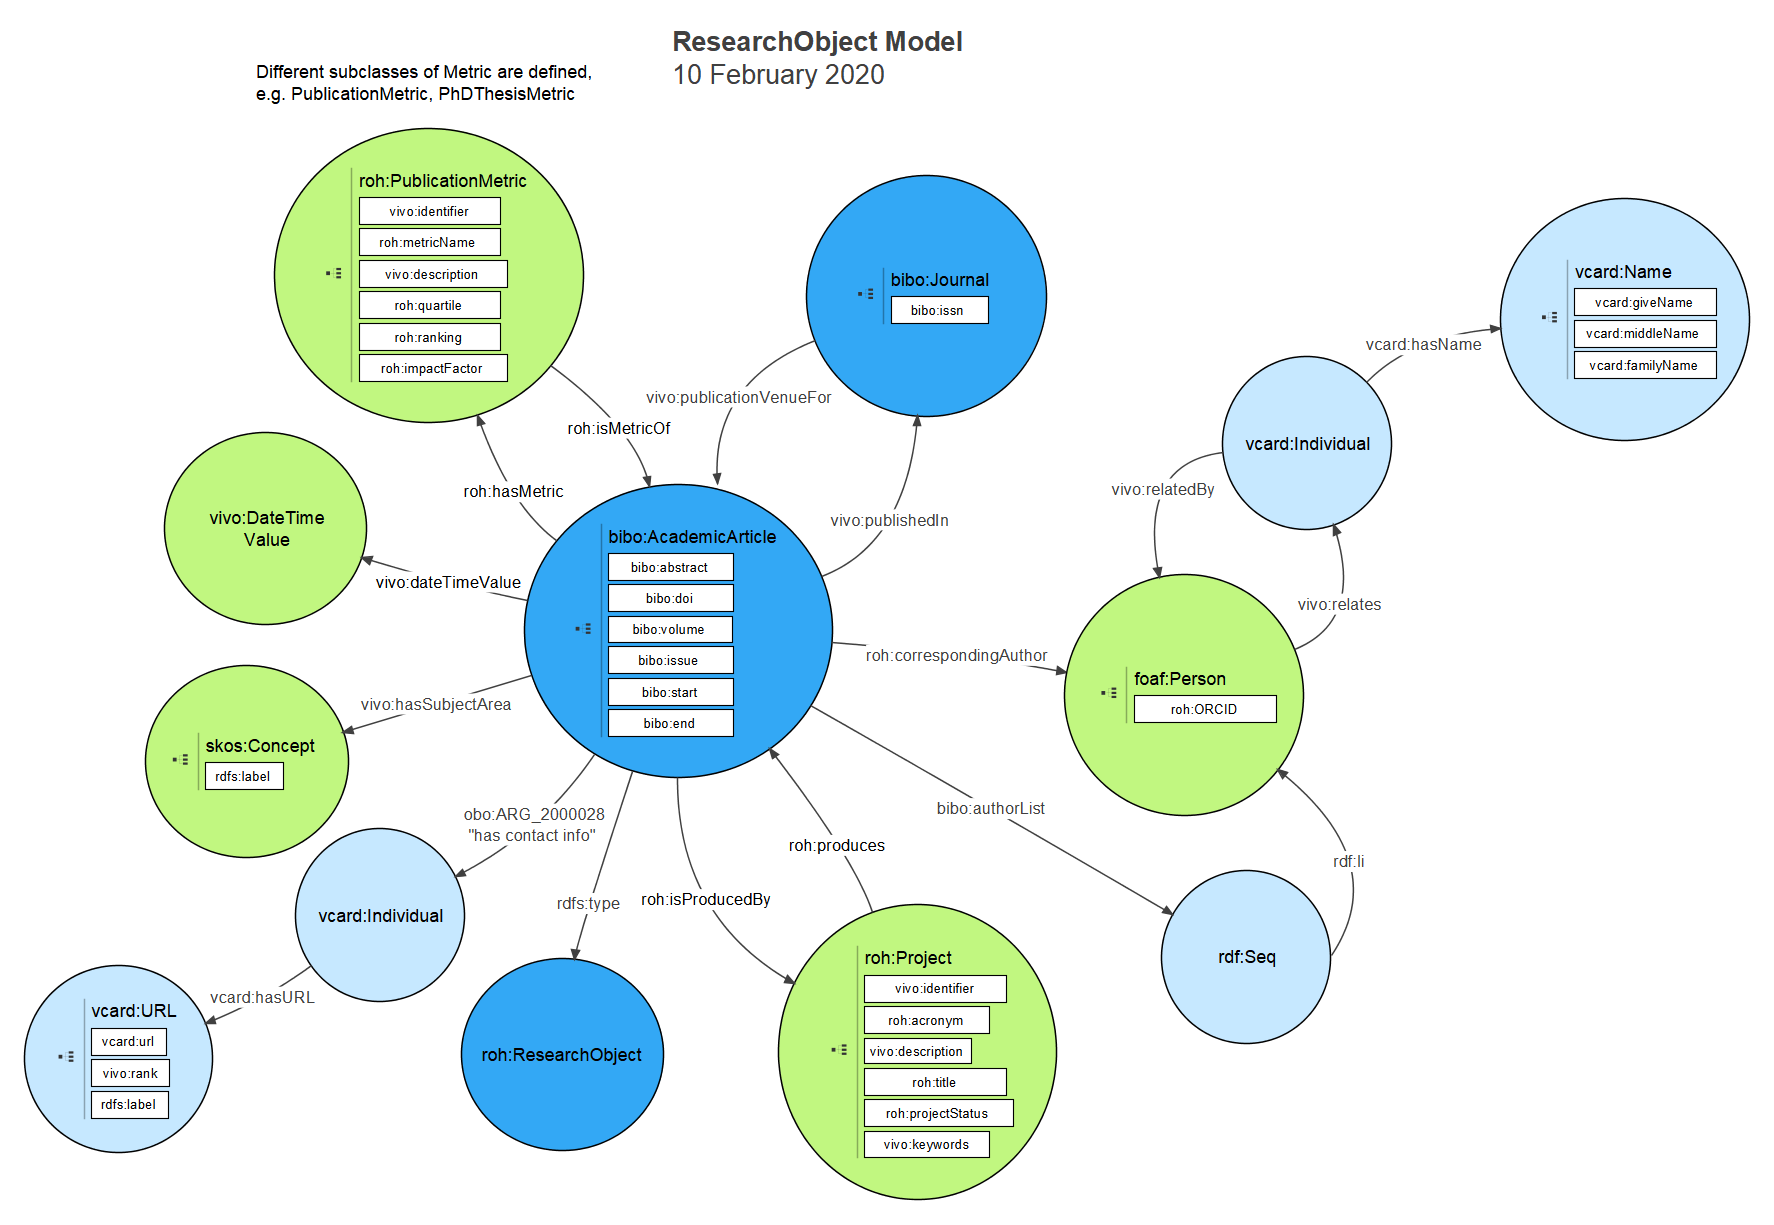 ResearchObject Model
10 February 2020
Different subclasses of Metric are defined,
e.g. PublicationMetric, PhDThesisMetric
roh:PublicationMetric
vivo:identifier
roh:metricName
vivo:description
roh:quartile
roh:ranking
roh:impactFactor
bibo:Journal
bibo:issn
vcard:Name
vcard:giveName
vcard:middleName
vcard:familyName
vcard:hasName
vivo:publicationVenueFor
roh:isMetricOf
vcard:Individual
roh:hasMetric
vivo:relatedBy
vivo:publishedIn
vivo:DateTime
Value
bibo:AcademicArticle
bibo:abstract
bibo:doi
bibo:volume
bibo:issue
bibo:start
bibo:end
vivo:dateTimeValue
vivo:relates
roh:correspondingAuthor
foaf:Person
roh:ORCID
vivo:hasSubjectArea
skos:Concept
rdfs:label
obo:ARG_2000028
"has contact info"
bibo:authorList
roh:produces
rdf:li
rdfs:type
roh:isProducedBy
vcard:Individual
rdf:Seq
roh:Project
vivo:identifier
roh:acronym
vivo:description
roh:title
roh:projectStatus
vivo:keywords
vcard:hasURL
vcard:URL
vcard:url
vivo:rank
rdfs:label
roh:ResearchObject